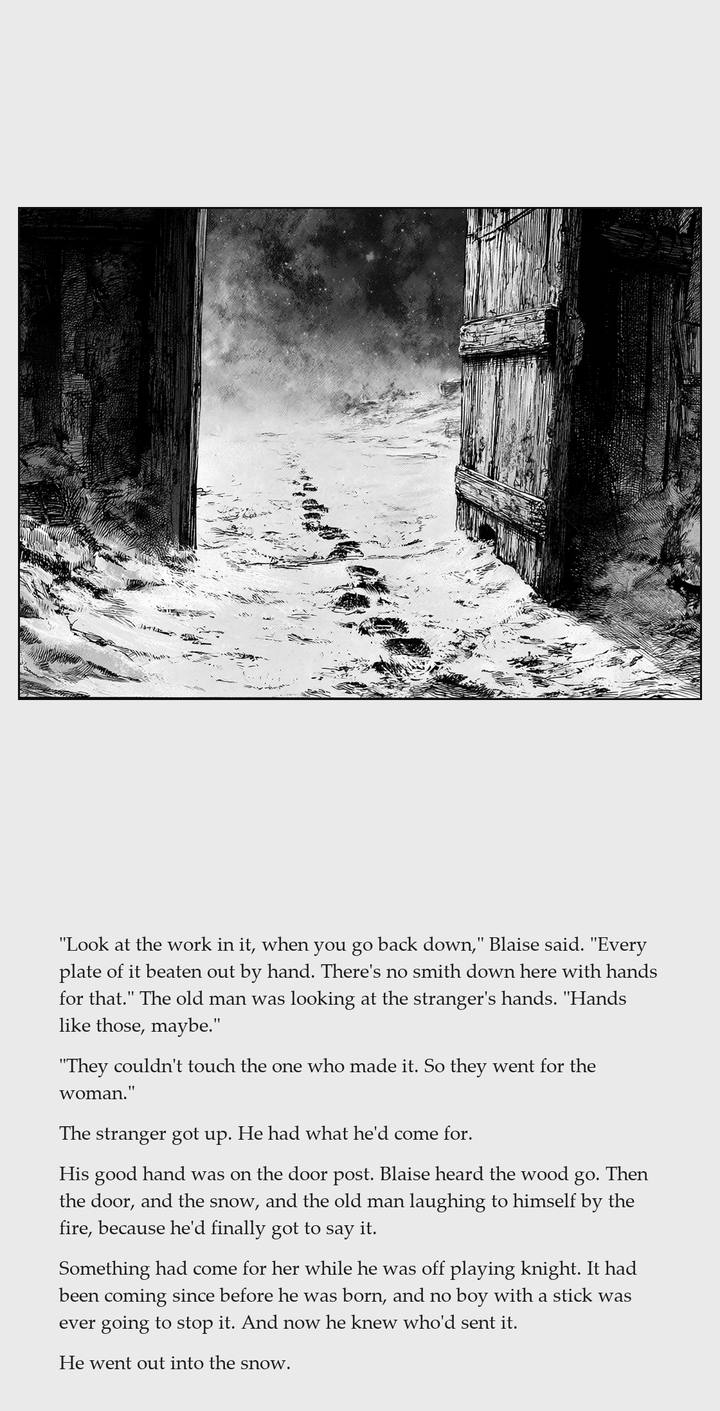 "Look at the work in it, when you go back down," Blaise said. "Every
plate of it beaten out by hand. There's no smith down here with hands
for that." The old man was looking at the stranger's hands. "Hands
like those, maybe."
"They couldn't touch the one who made it. So they went for the
woman."
The stranger got up. He had what he'd come for.
His good hand was on the door post. Blaise heard the wood go. Then
the door, and the snow, and the old man laughing to himself by the
fire, because he'd finally got to say it.
Something had come for her while he was off playing knight. It had
been coming since before he was born, and no boy with a stick was
ever going to stop it. And now he knew who'd sent it.
He went out into the snow.